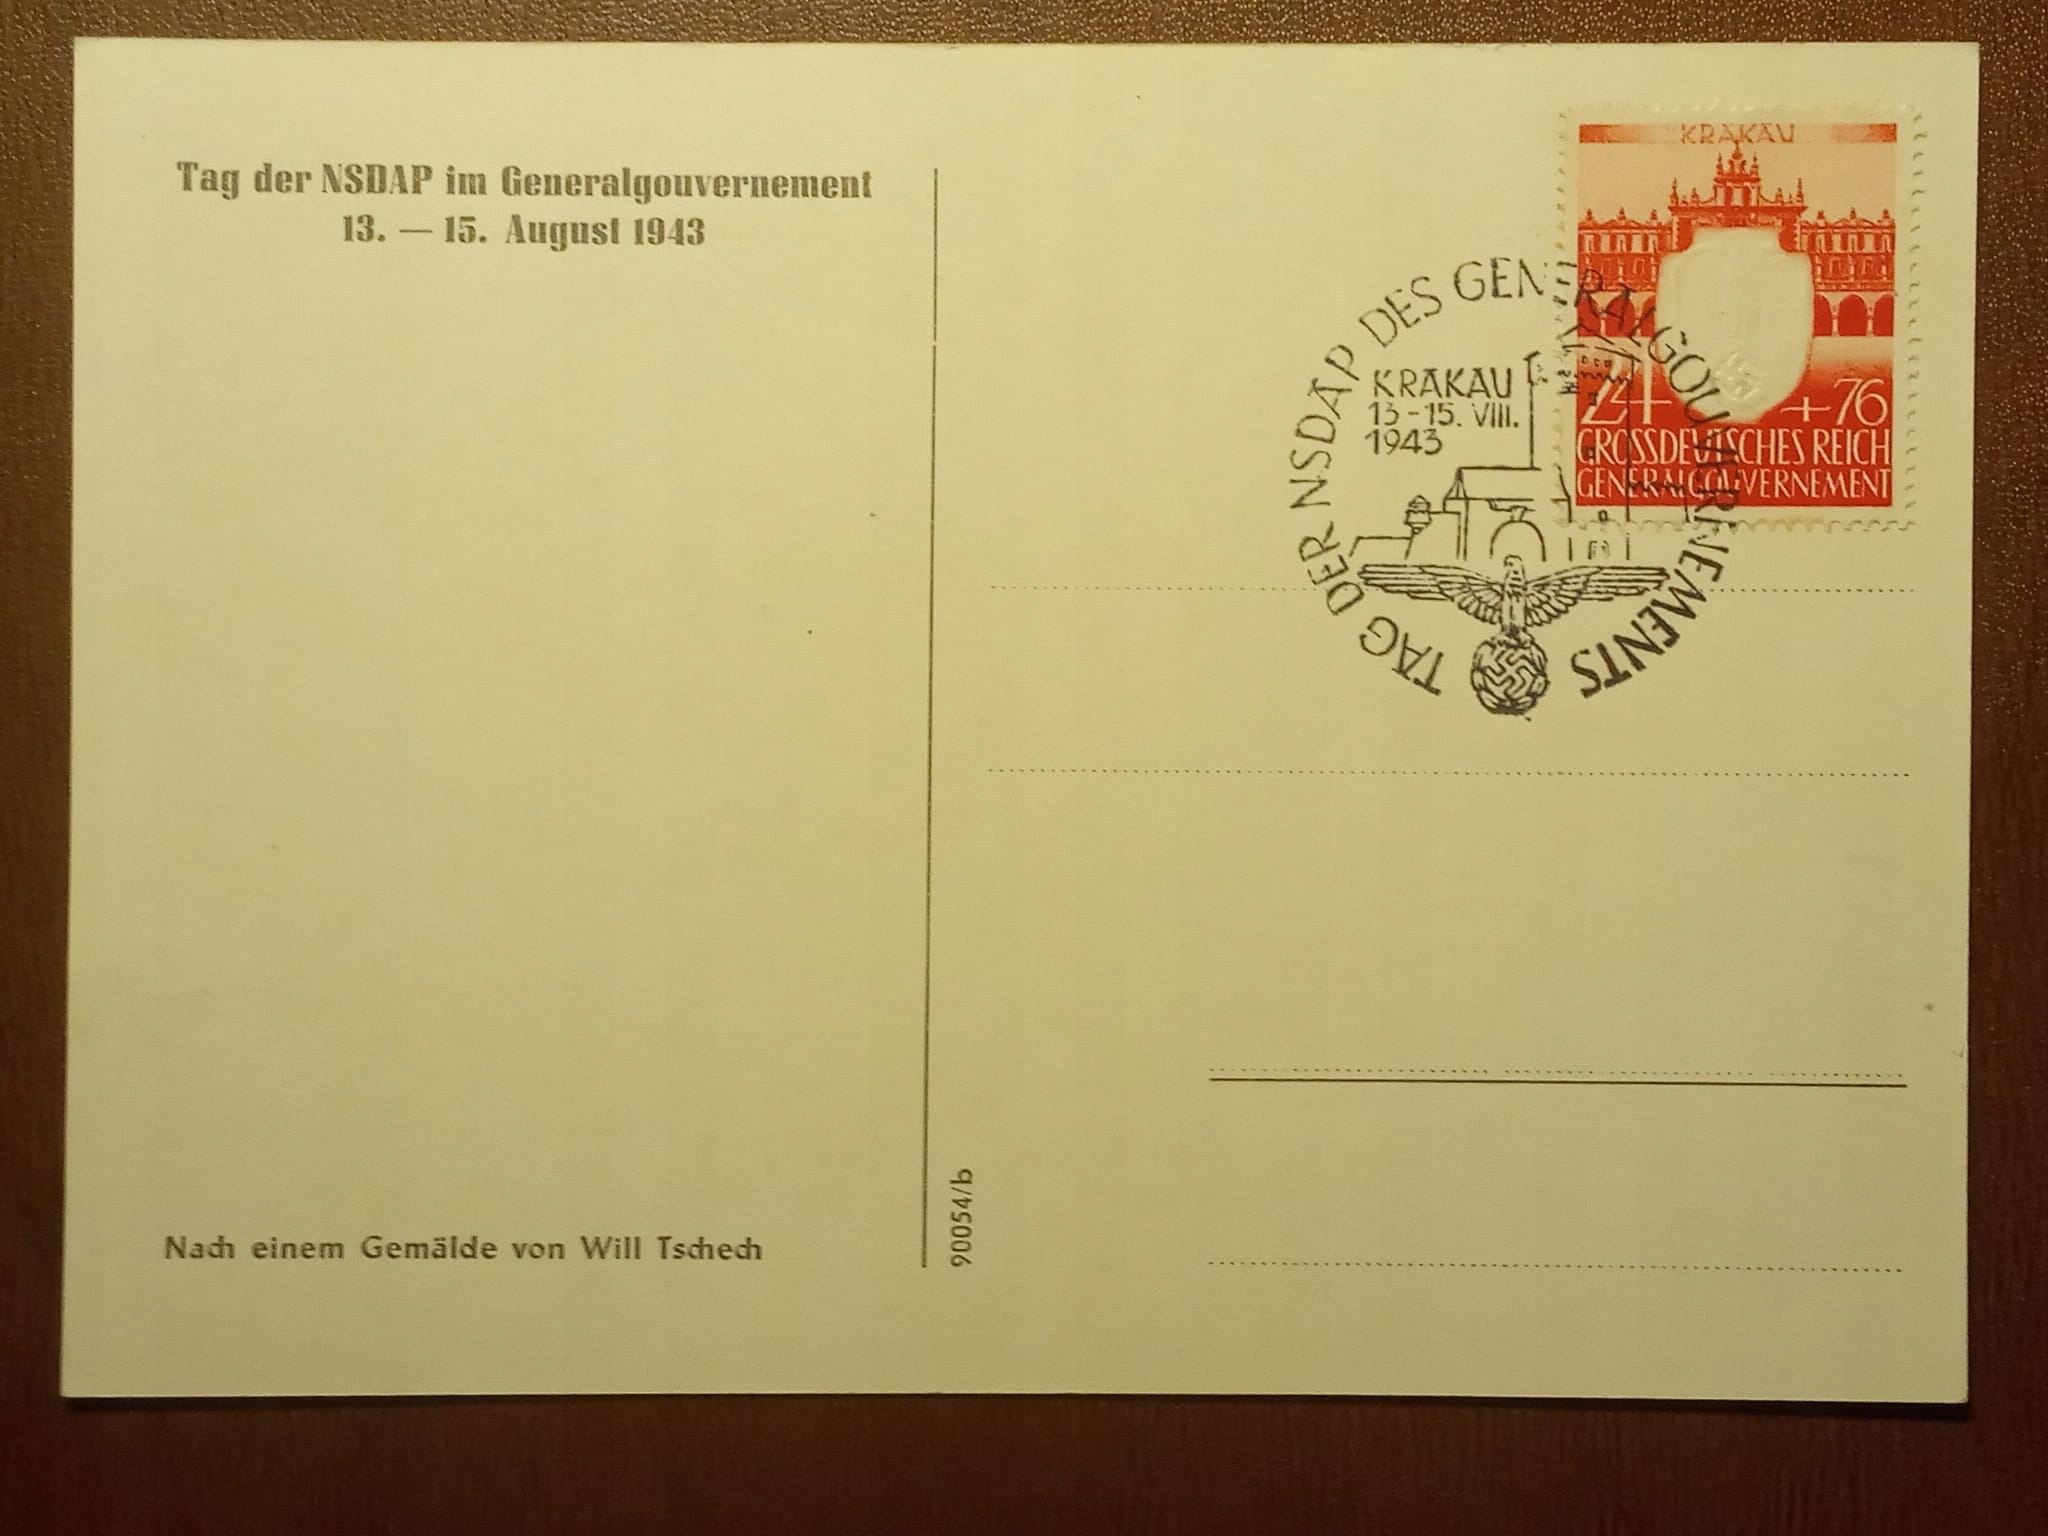 Tag der NSDAP im Generalgouvernement
13. — 15. August 1943
KRAKAU
24 + 76
GROSSDEUTSCHES REICH
GENERALGOUVERNEMENT
TAG DER NSDAP DES GENERALGOUVERNEMENTS
KRAKAU
13-15. VIII.
1943
Nach einem Gemälde von Will Tschech
90054/b